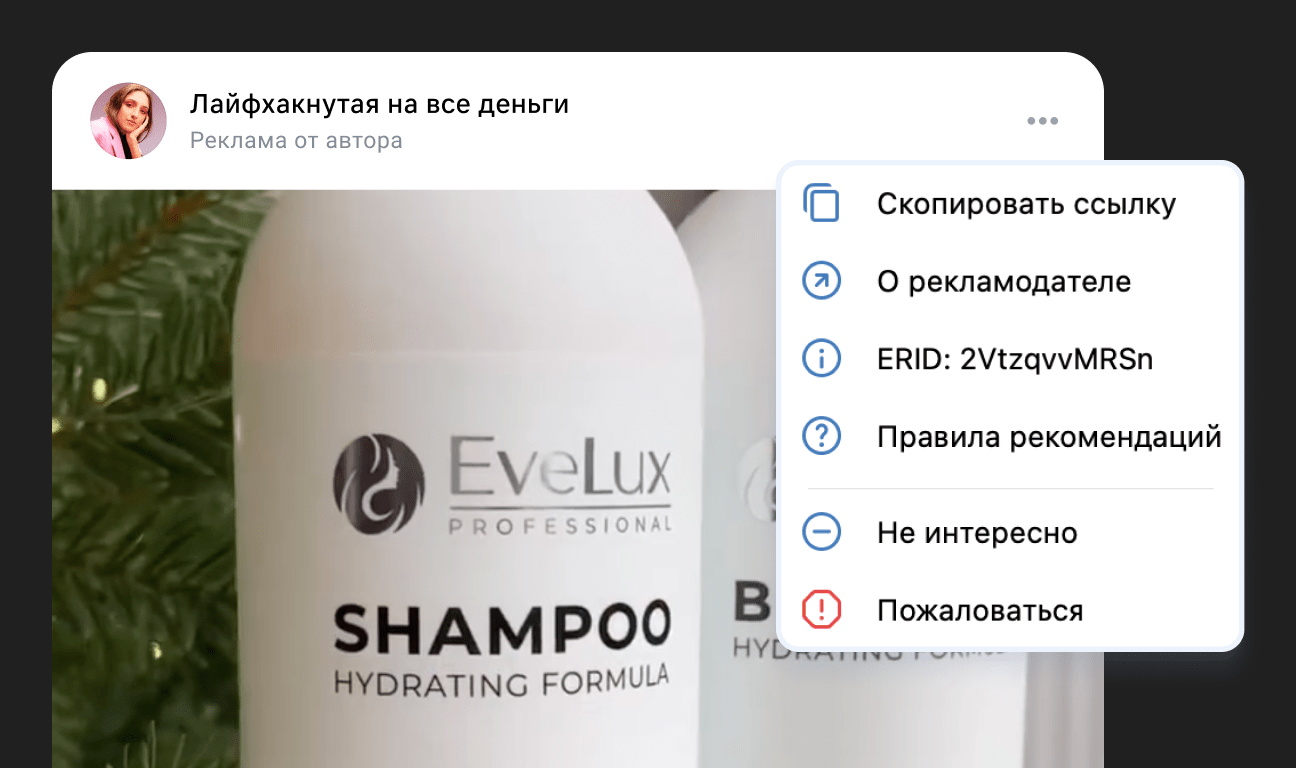 Лайфхакнутая на все деньги
Реклама от автора
Скопировать ссылку
О рекламодателе
ERID: 2VtzqvvMRSn
Правила рекомендаций
Не интересно
Пожаловаться
EVELUX
PROFESSIONAL
SHAMPOO
HYDRATING FORMULA
HYDRATING FORMULA